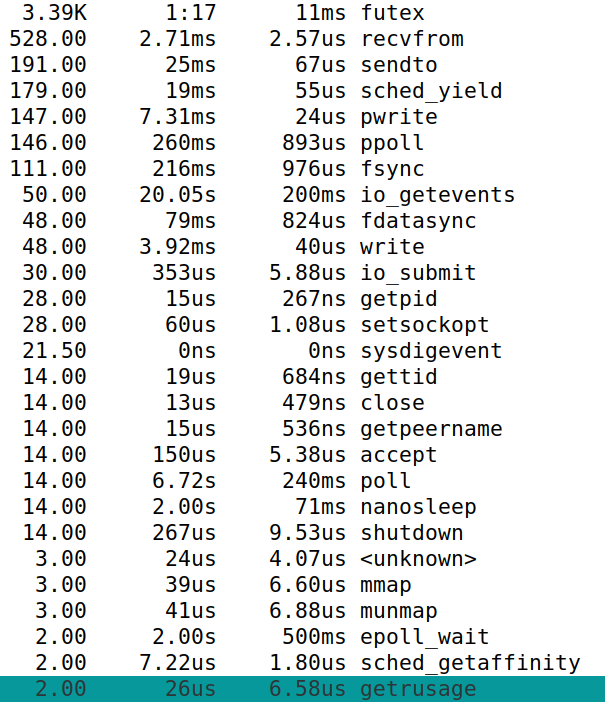 3.39K 1:17 11ms futex
528.00 2.71ms 2.57us recvfrom
191.00 25ms 67us sendto
179.00 19ms 55us sched_yield
147.00 7.31ms 24us pwrite
146.00 260ms 893us ppoll
111.00 216ms 976us fsync
50.00 20.05s 200ms io_getevents
48.00 79ms 824us fdatasync
48.00 3.92ms 40us write
30.00 353us 5.88us io_submit
28.00 15us 267ns getpid
28.00 60us 1.08us setsockopt
21.50 0ns 0ns sysdigevent
14.00 19us 684ns gettid
14.00 13us 479ns close
14.00 15us 536ns getpeername
14.00 150us 5.38us accept
14.00 6.72s 240ms poll
14.00 2.00s 71ms nanosleep
14.00 267us 9.53us shutdown
3.00 24us 4.07us <unknown>
3.00 39us 6.60us mmap
3.00 41us 6.88us munmap
2.00 2.00s 500ms epoll_wait
2.00 7.22us 1.80us sched_getaffinity
2.00 26us 6.58us getrusage